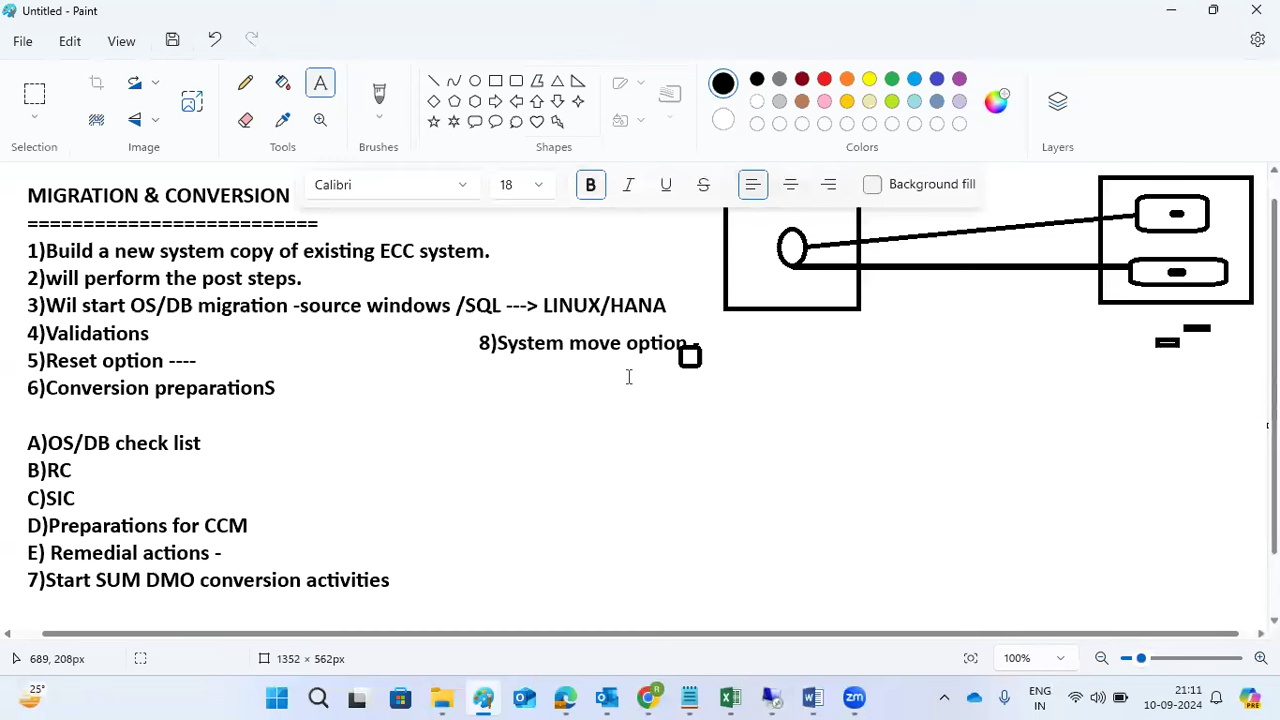 Untitled - Paint
File
Edit
View
Selection
Image
Tools
Brushes
Shapes
Colors
Layers
Calibri
18
B
I
U
S
Background fill
MIGRATION & CONVERSION
==========================
1)Build a new system copy of existing ECC system.
2)will perform the post steps.
3)Wil start OS/DB migration -source windows /SQL ---> LINUX/HANA
4)Validations
5)Reset option ----
6)Conversion preparationS
8)System move option -
A)OS/DB check list
B)RC
C)SIC
D)Preparations for CCM
E) Remedial actions -
7)Start SUM DMO conversion activities
689, 208px
1352 × 562px
100%
25°
ENG
IN
21:11
10-09-2024
zm
PRE